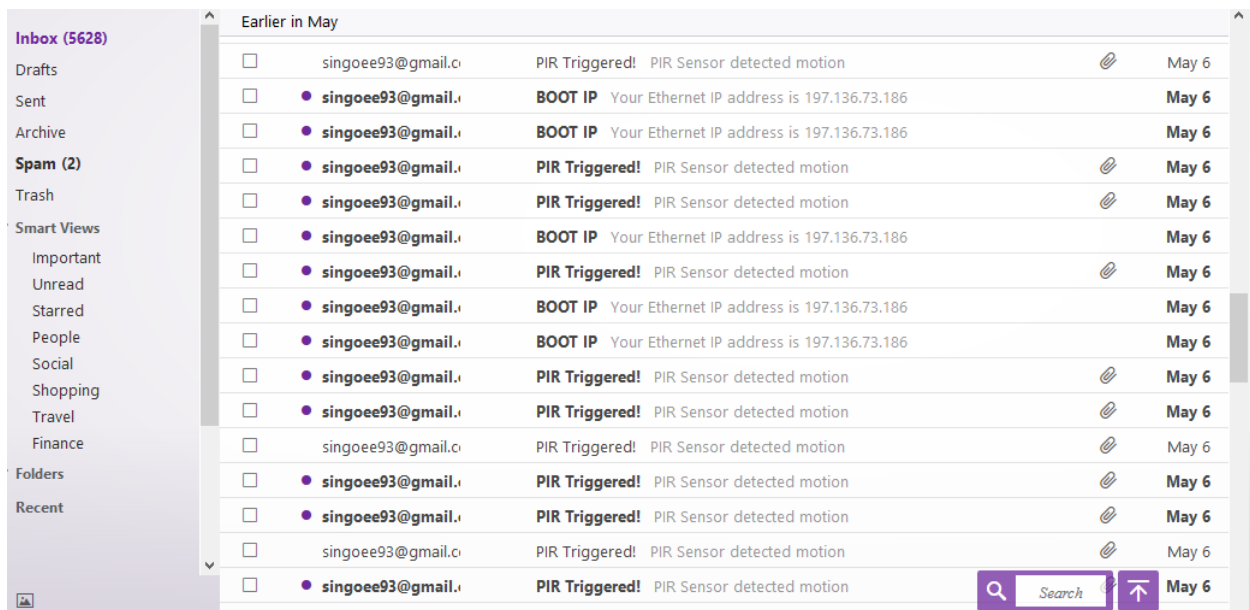 Inbox (5628)
Drafts
Sent
Archive
Spam (2)
Trash
Smart Views
Important
Unread
Starred
People
Social
Shopping
Travel
Finance
Folders
Recent
Earlier in May
singoee93@gmail.c PIR Triggered! PIR Sensor detected motion May 6
singoee93@gmail. BOOT IP Your Ethernet IP address is 197.136.73.186 May 6
singoee93@gmail. BOOT IP Your Ethernet IP address is 197.136.73.186 May 6
singoee93@gmail. PIR Triggered! PIR Sensor detected motion May 6
singoee93@gmail. PIR Triggered! PIR Sensor detected motion May 6
singoee93@gmail. BOOT IP Your Ethernet IP address is 197.136.73.186 May 6
singoee93@gmail. PIR Triggered! PIR Sensor detected motion May 6
singoee93@gmail. BOOT IP Your Ethernet IP address is 197.136.73.186 May 6
singoee93@gmail. BOOT IP Your Ethernet IP address is 197.136.73.186 May 6
singoee93@gmail. PIR Triggered! PIR Sensor detected motion May 6
singoee93@gmail. PIR Triggered! PIR Sensor detected motion May 6
singoee93@gmail.c PIR Triggered! PIR Sensor detected motion May 6
singoee93@gmail. PIR Triggered! PIR Sensor detected motion May 6
singoee93@gmail. PIR Triggered! PIR Sensor detected motion May 6
singoee93@gmail.c PIR Triggered! PIR Sensor detected motion May 6
singoee93@gmail. PIR Triggered! PIR Sensor detected motion May 6
Search